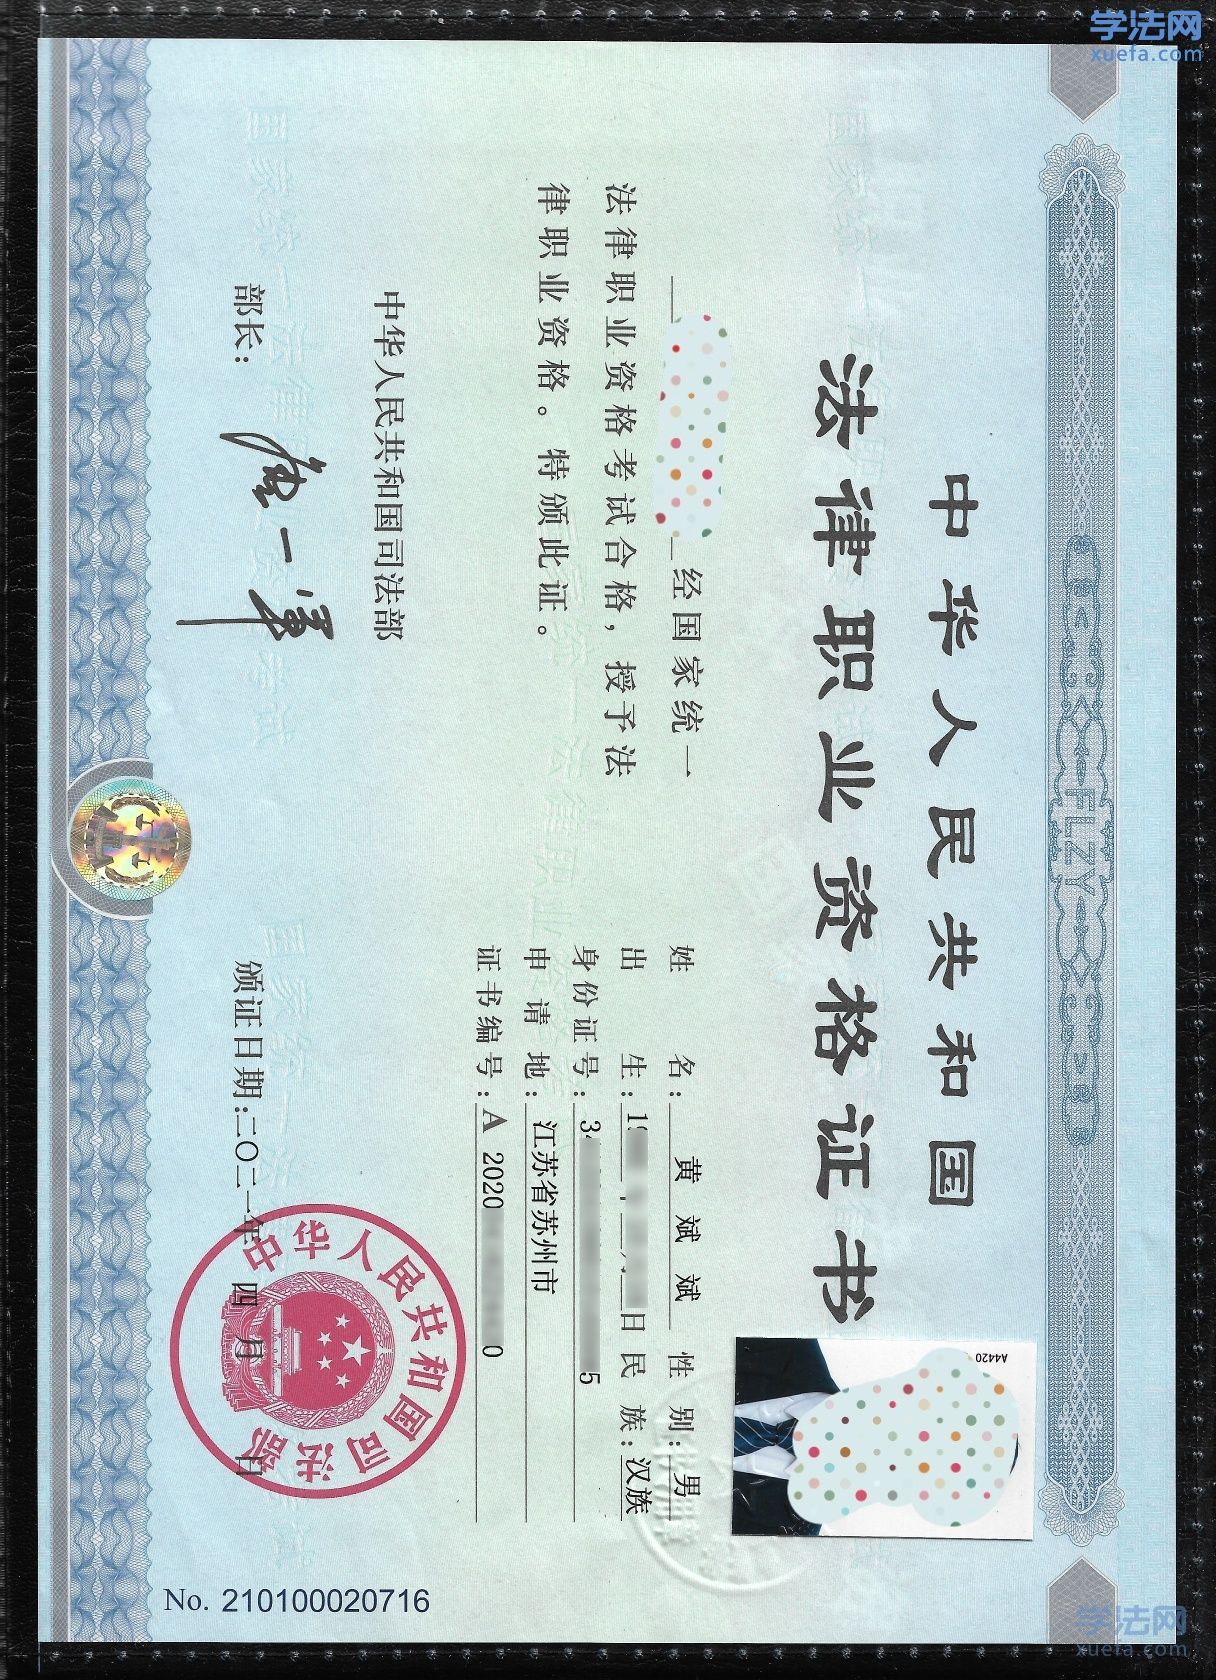 学法网
xuefa.com
中华人民共和国
法律职业资格证书
经国家统一
法律职业资格考试合格，授予法
律职业资格。特颁此证。
中华人民共和国司法部
部长：
姓 名： 黄斌斌 性 别：男
出 生：19 日 民 族：汉族
身份证号：34 5
申 请 地：江苏省苏州市
证书编号：A 2020 0
颁证日期：二〇二一年四月 日
中华人民共和国司法部
A4420
FLZY
No. 210100020716
学法网
xuefa.com